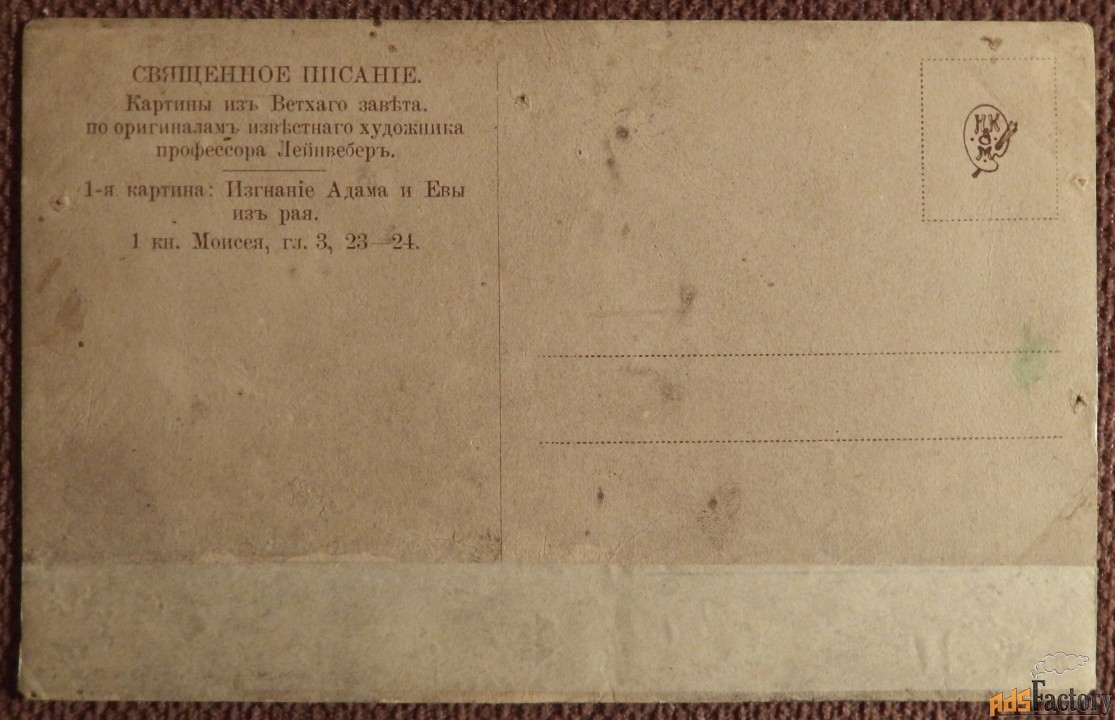 СВЯЩЕННОЕ ПИСАНІЕ.
Картины изъ Ветхаго завѣта.
по оригиналамъ извѣстнаго художника
профессора Лейнвеберъ.
1-я картина: Изгнаніе Адама и Евы
изъ рая.
1 кн. Моисея, гл. 3, 23—24.
НК
&
М
adsFactory